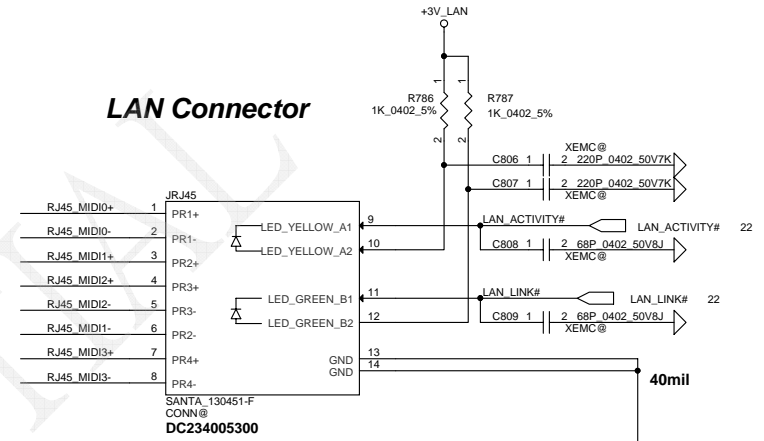 +3V_LAN
LAN Connector
R786
1K_0402_5%
R787
1K_0402_5%
1
1
2
2
XEMC@
C806 1 2 220P_0402_50V7K
C807 1 2 220P_0402_50V7K
XEMC@
JRJ45
RJ45_MIDI0+ 1 PR1+
RJ45_MIDI0- 2 PR1-
RJ45_MIDI1+ 3 PR2+
RJ45_MIDI2+ 4 PR3+
RJ45_MIDI2- 5 PR3-
RJ45_MIDI1- 6 PR2-
RJ45_MIDI3+ 7 PR4+
RJ45_MIDI3- 8 PR4-
LED_YELLOW_A1 9 LAN_ACTIVITY# LAN_ACTIVITY# 22
LED_YELLOW_A2 10
C808 1 2 68P_0402_50V8J
XEMC@
LED_GREEN_B1 11 LAN_LINK# LAN_LINK# 22
LED_GREEN_B2 12
C809 1 2 68P_0402_50V8J
XEMC@
GND 13
GND 14
40mil
SANTA_130451-F
CONN@
DC234005300